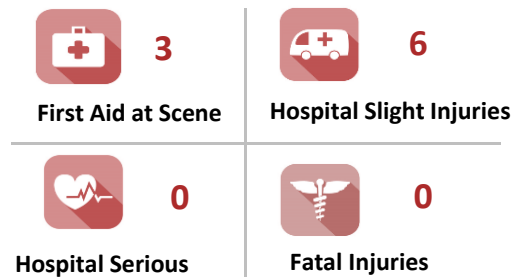 3
First Aid at Scene
6
Hospital Slight Injuries
0
Hospital Serious
0
Fatal Injuries